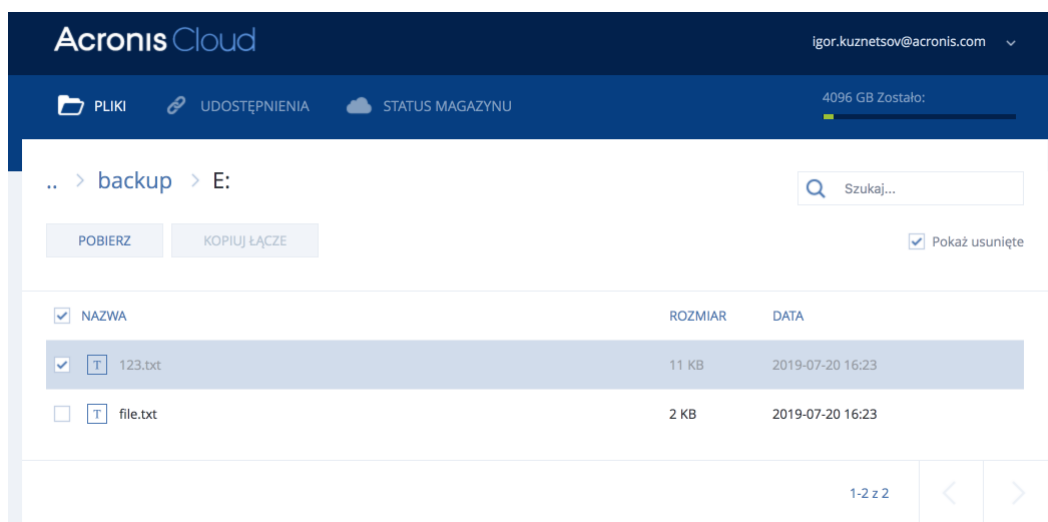 Acronis Cloud
igor.kuznetsov@acronis.com
PLIKI UDOSTĘPNIENIA STATUS MAGAZYNU
4096 GB Zostało:
.. > backup > E:
Szukaj...
POBIERZ KOPIUJ ŁĄCZE
Pokaż usunięte
NAZWA ROZMIAR DATA
T 123.txt 11 KB 2019-07-20 16:23
T file.txt 2 KB 2019-07-20 16:23
1-2 z 2